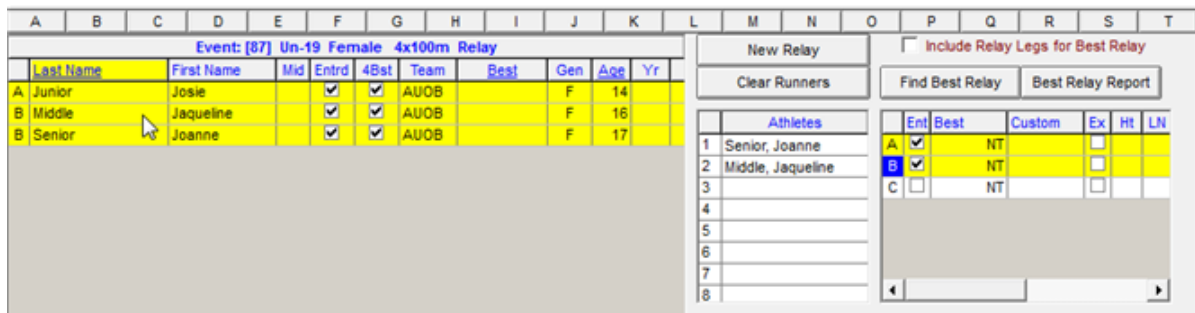 A B C D E F G H I J K L M N O P Q R S T
Event: [87] Un-19 Female 4x100m Relay
Last Name First Name Mid Entrd 4Bst Team Best Gen Age Yr
A Junior Josie AUOB F 14
B Middle Jaqueline AUOB F 16
B Senior Joanne AUOB F 17
New Relay
Clear Runners
Include Relay Legs for Best Relay
Find Best Relay Best Relay Report
Athletes
1 Senior, Joanne
2 Middle, Jaqueline
3
4
5
6
7
8
Ent Best Custom Ex Ht LN
A NT
B NT
C NT